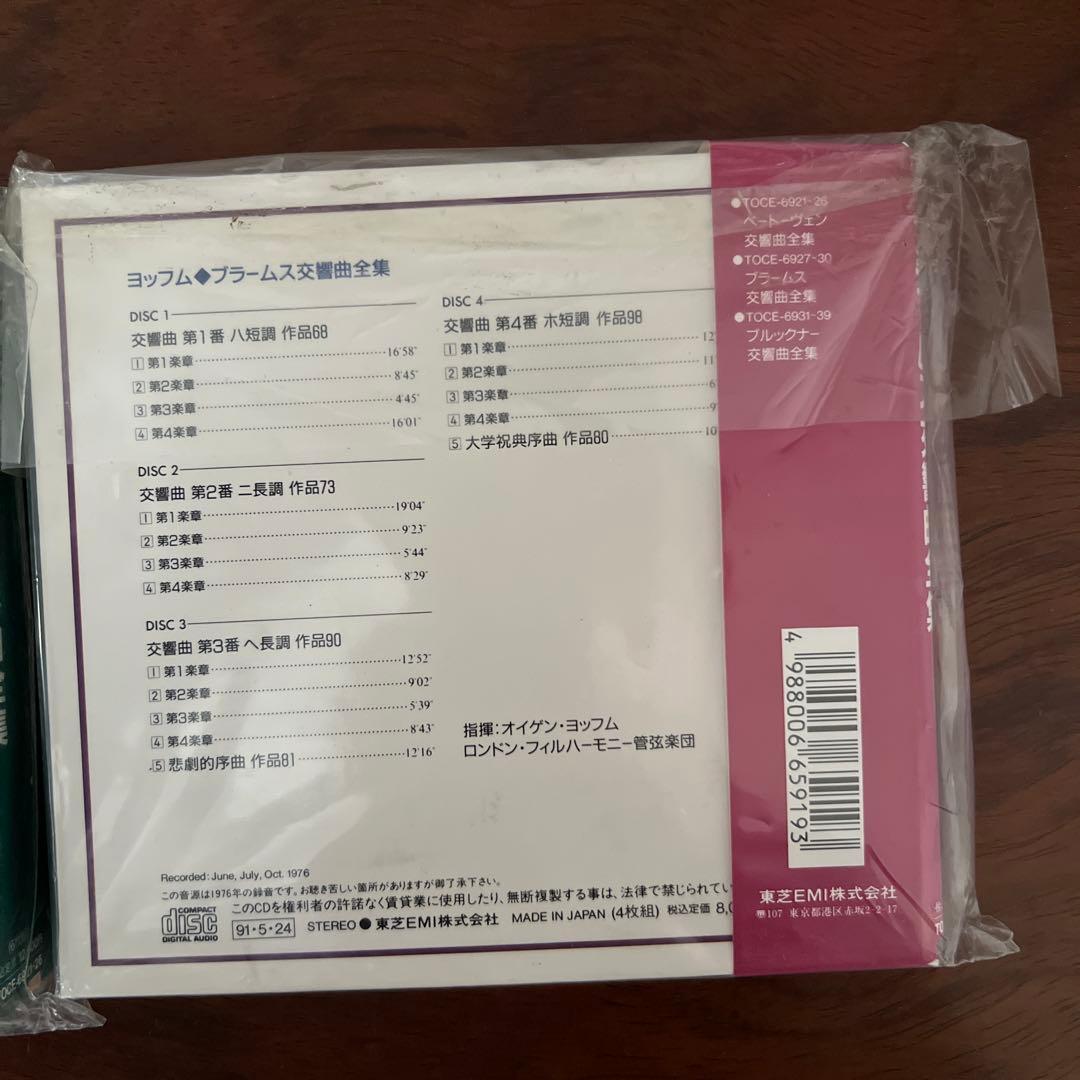 ヨッフム◆ブラームス交響曲全集
DISC 1
交響曲 第1番 ハ短調 作品68
1 第1楽章 16'58"
2 第2楽章 8'45"
3 第3楽章 4'45"
4 第4楽章 16'01"
DISC 2
交響曲 第2番 ニ長調 作品73
1 第1楽章 19'04"
2 第2楽章 9'23"
3 第3楽章 5'44"
4 第4楽章 8'29"
DISC 3
交響曲 第3番 ヘ長調 作品90
1 第1楽章 12'52"
2 第2楽章 9'02"
3 第3楽章 5'39"
4 第4楽章 8'43"
5 悲劇的序曲 作品81 12'16"
DISC 4
交響曲 第4番 ホ短調 作品98
1 第1楽章 12
2 第2楽章 11
3 第3楽章 6
4 第4楽章 9
5 大学祝典序曲 作品80 10
指揮:オイゲン・ヨッフム
ロンドン・フィルハーモニー管弦楽団
Recorded: June, July, Oct. 1976
この音源は1976年の録音です。お聴き苦しい箇所がありますが御了承下さい。
このCDを権利者の許諾なく賃貸業に使用したり、無断複製する事は、法律で禁じられてい
COMPACT
disc
DIGITAL AUDIO
91・5・24 STEREO ● 東芝EMI株式会社 MADE IN JAPAN (4枚組) 税込定価 8,0
●TOCE-6921~26
ベートーヴェン
交響曲全集
●TOCE-6927~30
ブラームス
交響曲全集
●TOCE-6931~39
ブルックナー
交響曲全集
4 988006 659193
東芝EMI株式会社
〠107 東京都港区赤坂2-2-17